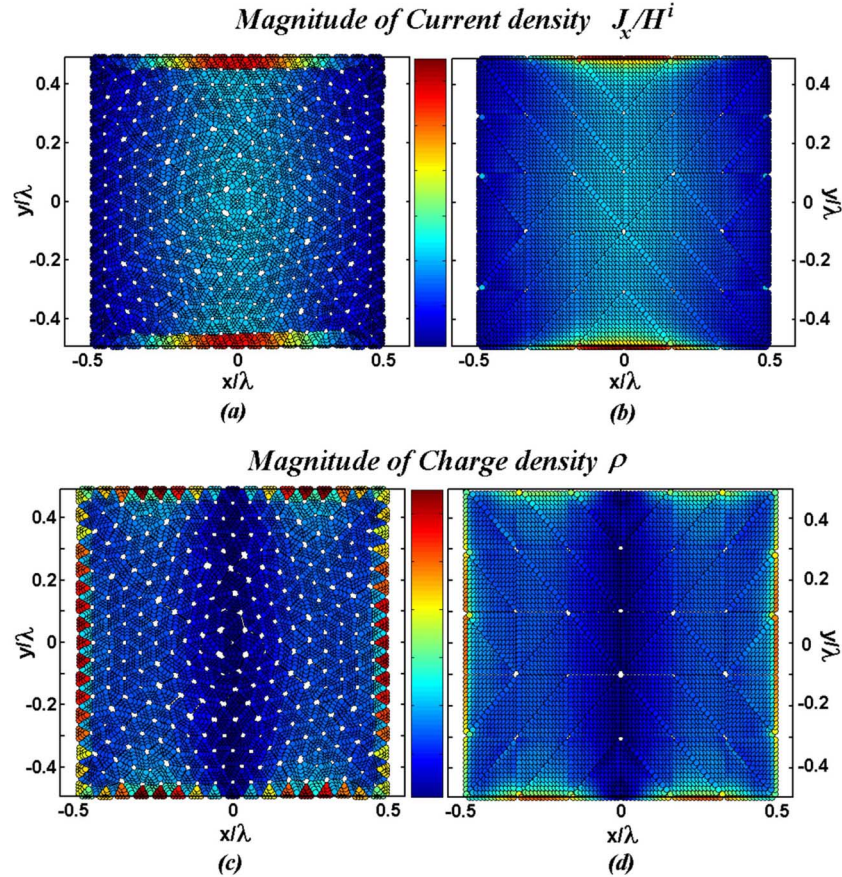 Magnitude of Current density J_x/H^i
0.4
0.2
0
-0.2
-0.4
y/λ
-0.5
0
0.5
x/λ
(a)
0.4
0.2
0
-0.2
-0.4
y/λ
-0.5
0
0.5
x/λ
(b)
Magnitude of Charge density ρ
0.4
0.2
0
-0.2
-0.4
y/λ
-0.5
0
0.5
x/λ
(c)
0.4
0.2
0
-0.2
-0.4
y/λ
-0.5
0
0.5
x/λ
(d)